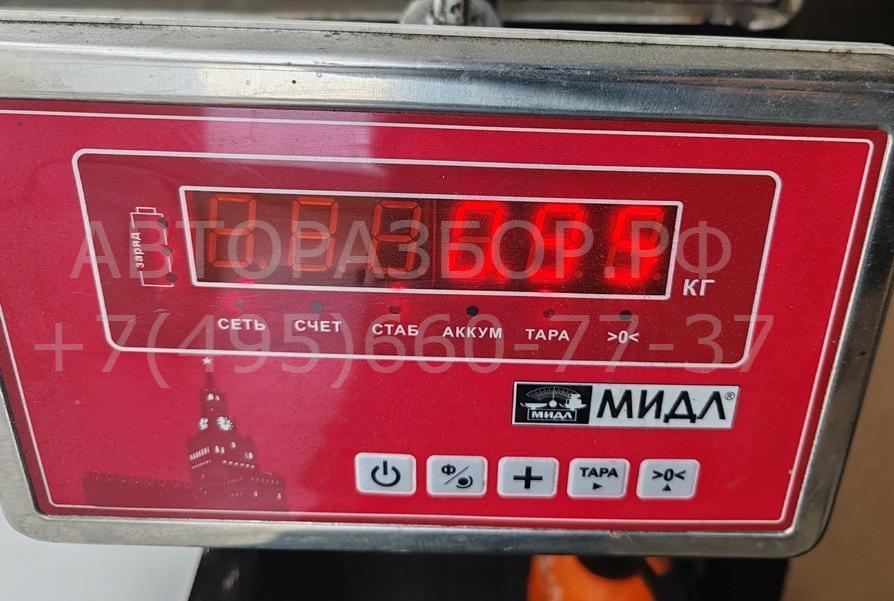 АВТОРАЗБОР.РФ
заряд
КГ
СЕТЬ СЧЕТ СТАБ АККУМ ТАРА >0<
+7(495)660-77-37
МИДЛ МИДЛ®
Ф ТАРА >0<